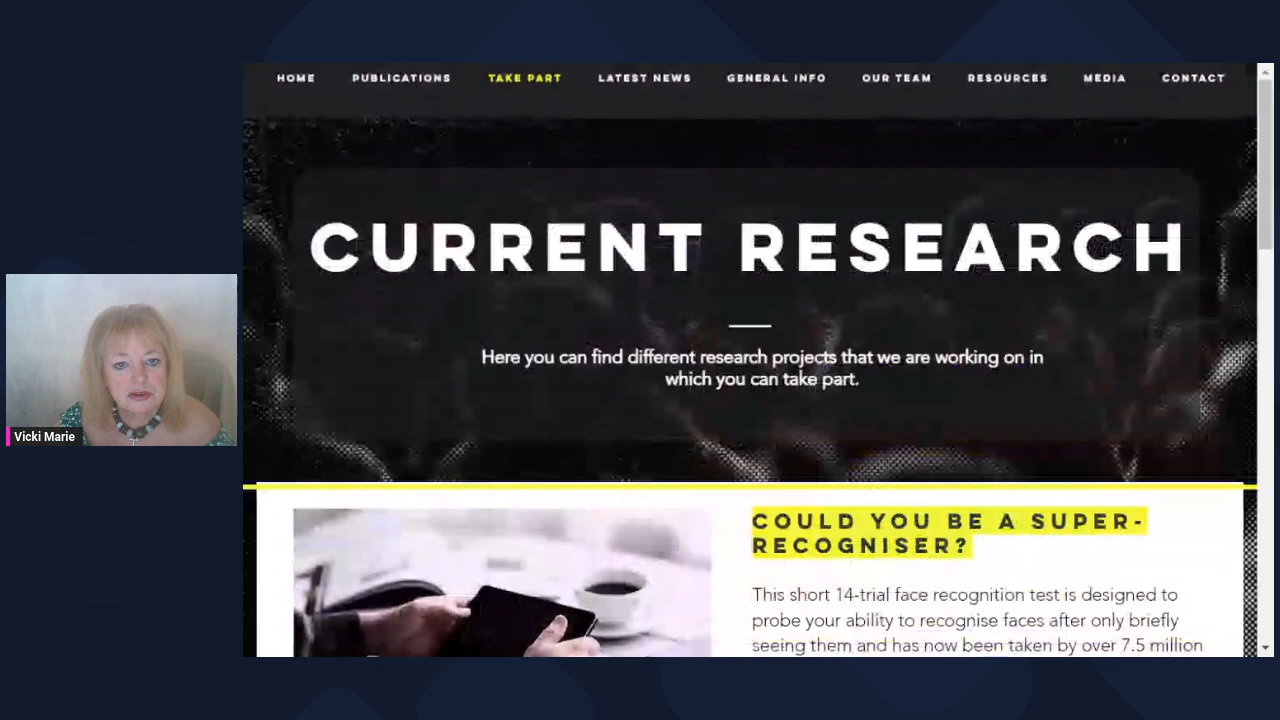 HOME PUBLICATIONS TAKE PART LATEST NEWS GENERAL INFO OUR TEAM RESOURCES MEDIA CONTACT
CURRENT RESEARCH
Here you can find different research projects that we are working on in
which you can take part.
Vicki Marie
COULD YOU BE A SUPER-
RECOGNISER?
This short 14-trial face recognition test is designed to
probe your ability to recognise faces after only briefly
seeing them and has now been taken by over 7.5 million